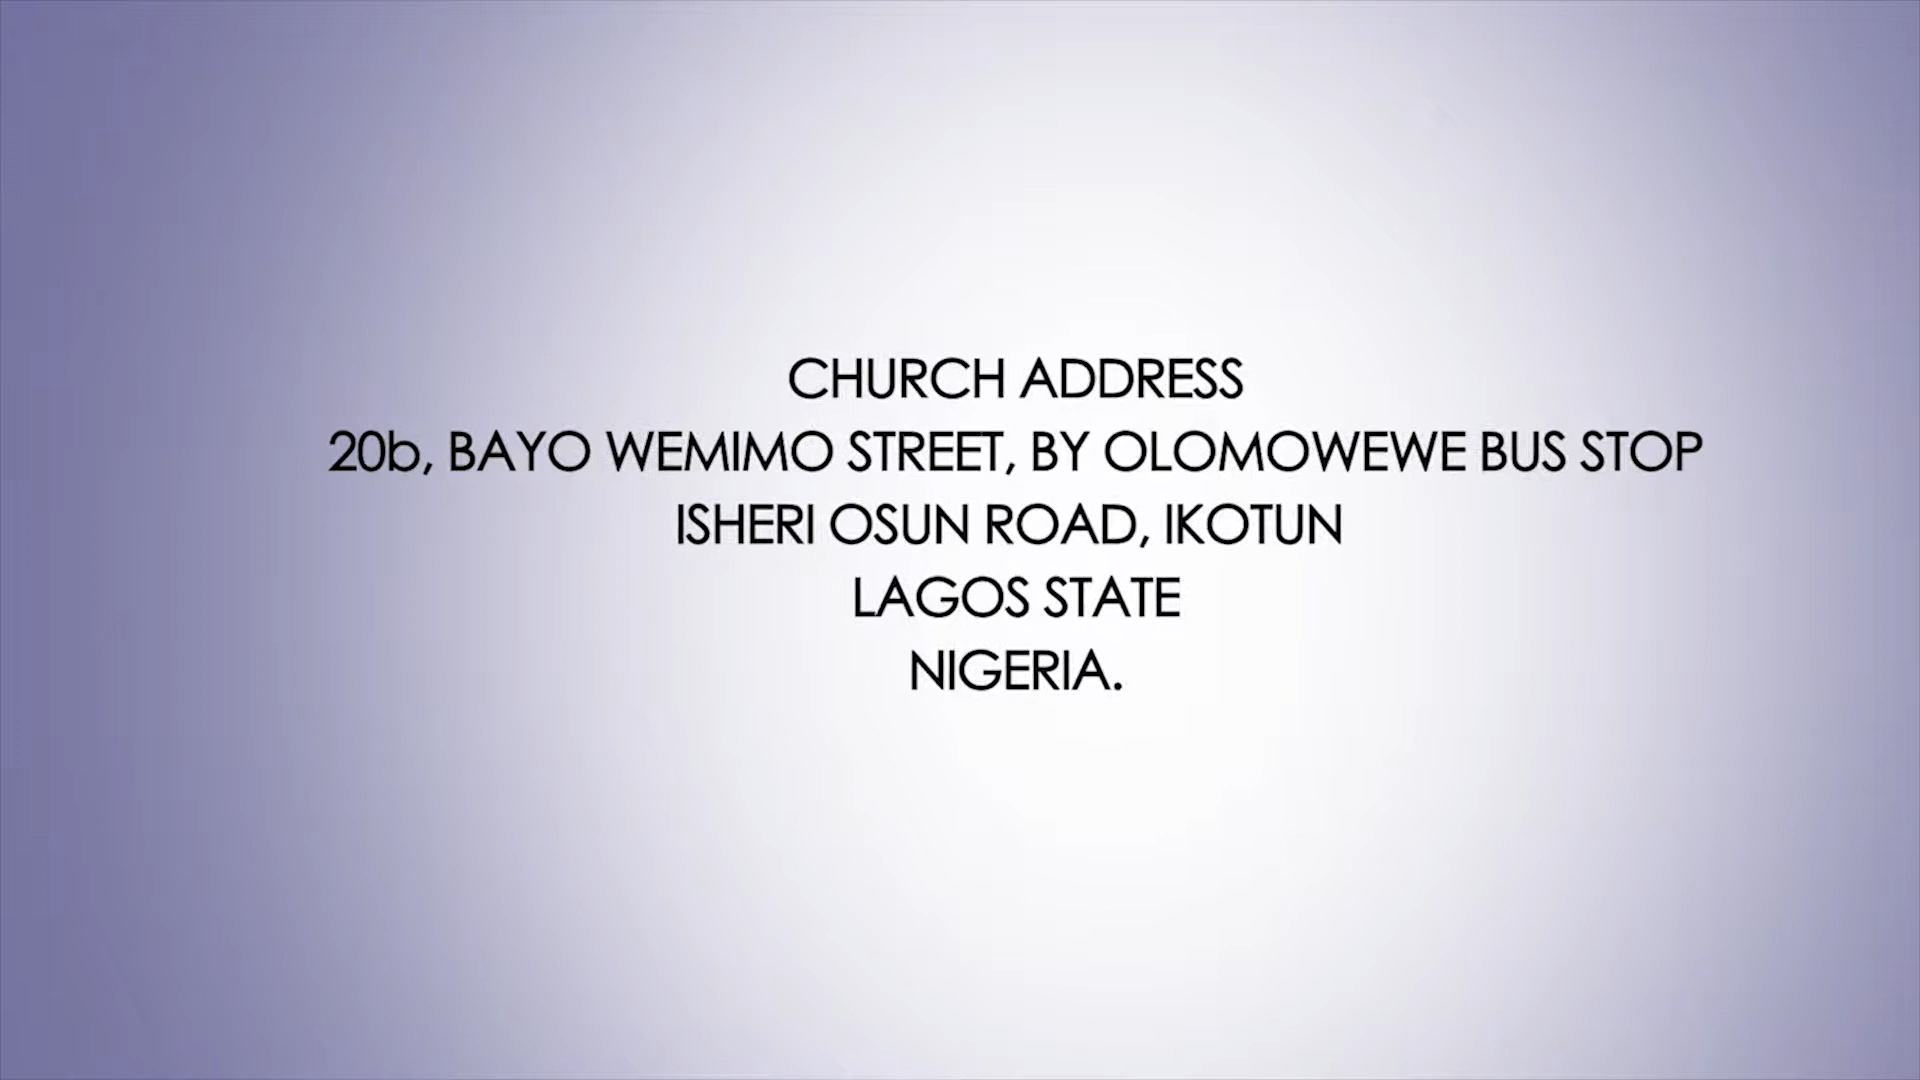 CHURCH ADDRESS
20b, BAYO WEMIMO STREET, BY OLOMOWEWE BUS STOP
ISHERI OSUN ROAD, IKOTUN
LAGOS STATE
NIGERIA.